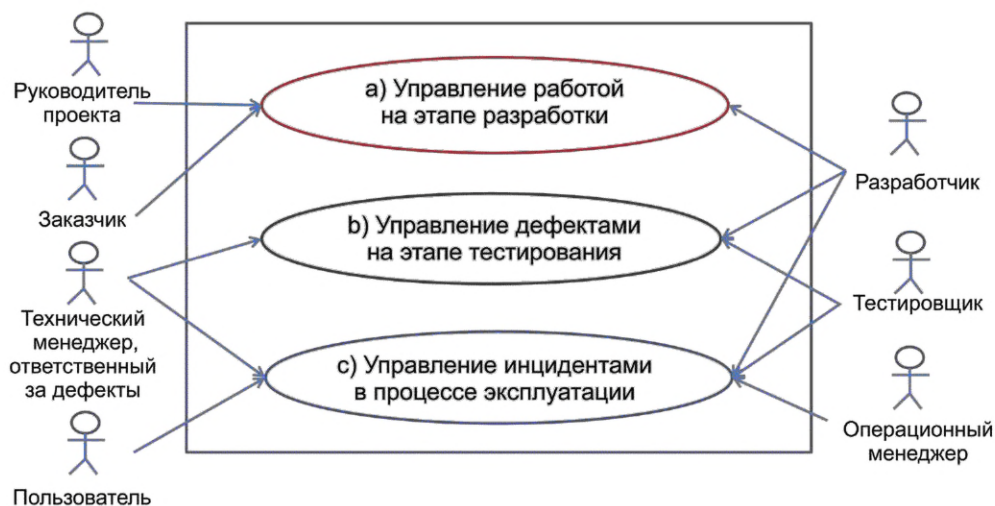 Руководитель
проекта
Заказчик
Технический
менеджер,
ответственный
за дефекты
Пользователь
a) Управление работой
на этапе разработки
b) Управление дефектами
на этапе тестирования
c) Управление инцидентами
в процессе эксплуатации
Разработчик
Тестировщик
Операционный
менеджер